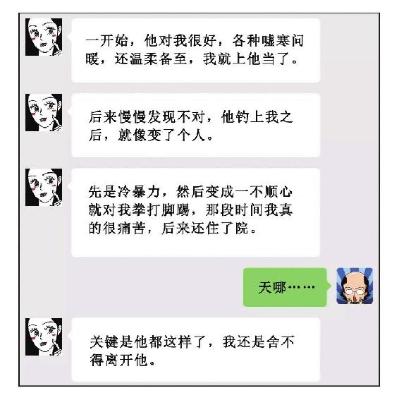 一开始，他对我很好，各种嘘寒问
暖，还温柔备至，我就上他当了。
后来慢慢发现不对，他钓上我之
后，就像变了个人。
先是冷暴力，然后变成一不顺心
就对我拳打脚踢，那段时间我真
的很痛苦，后来还住了院。
天哪……
关键是他都这样了，我还是舍不
得离开他。